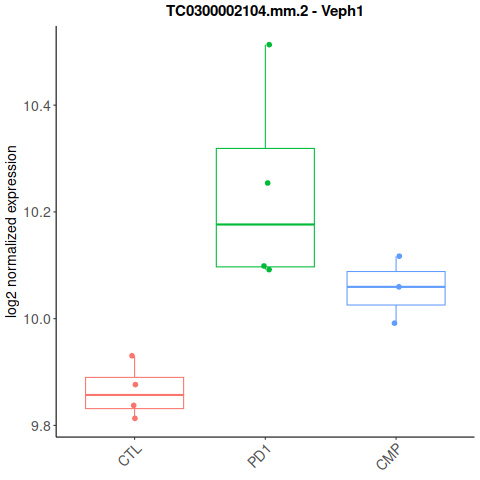 TC0300002104.mm.2 - Veph1
log2 normalized expression
10.4
10.2
10.0
9.8
CTL
PD1
CMP